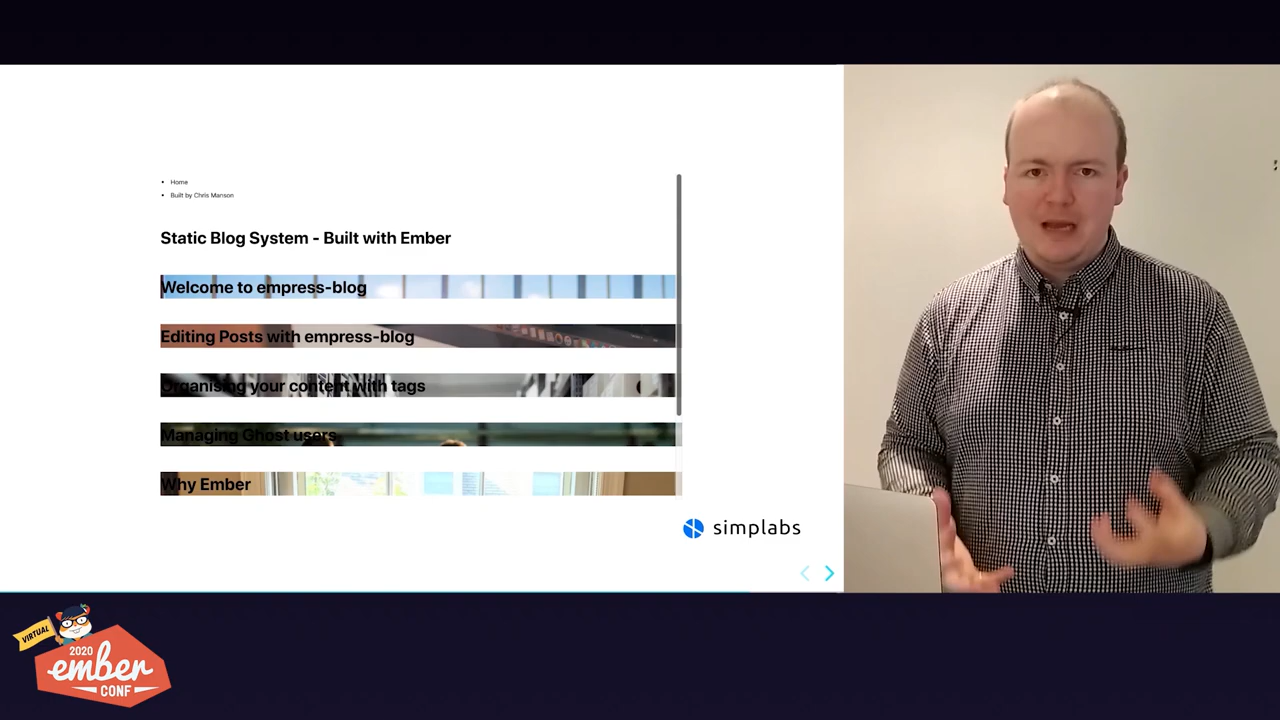 Home
Built by Chris Manson
Static Blog System - Built with Ember
Welcome to empress-blog
Editing Posts with empress-blog
Organising your content with tags
Managing Ghost users
Why Ember
simplabs
VIRTUAL
2020
ember
CONF